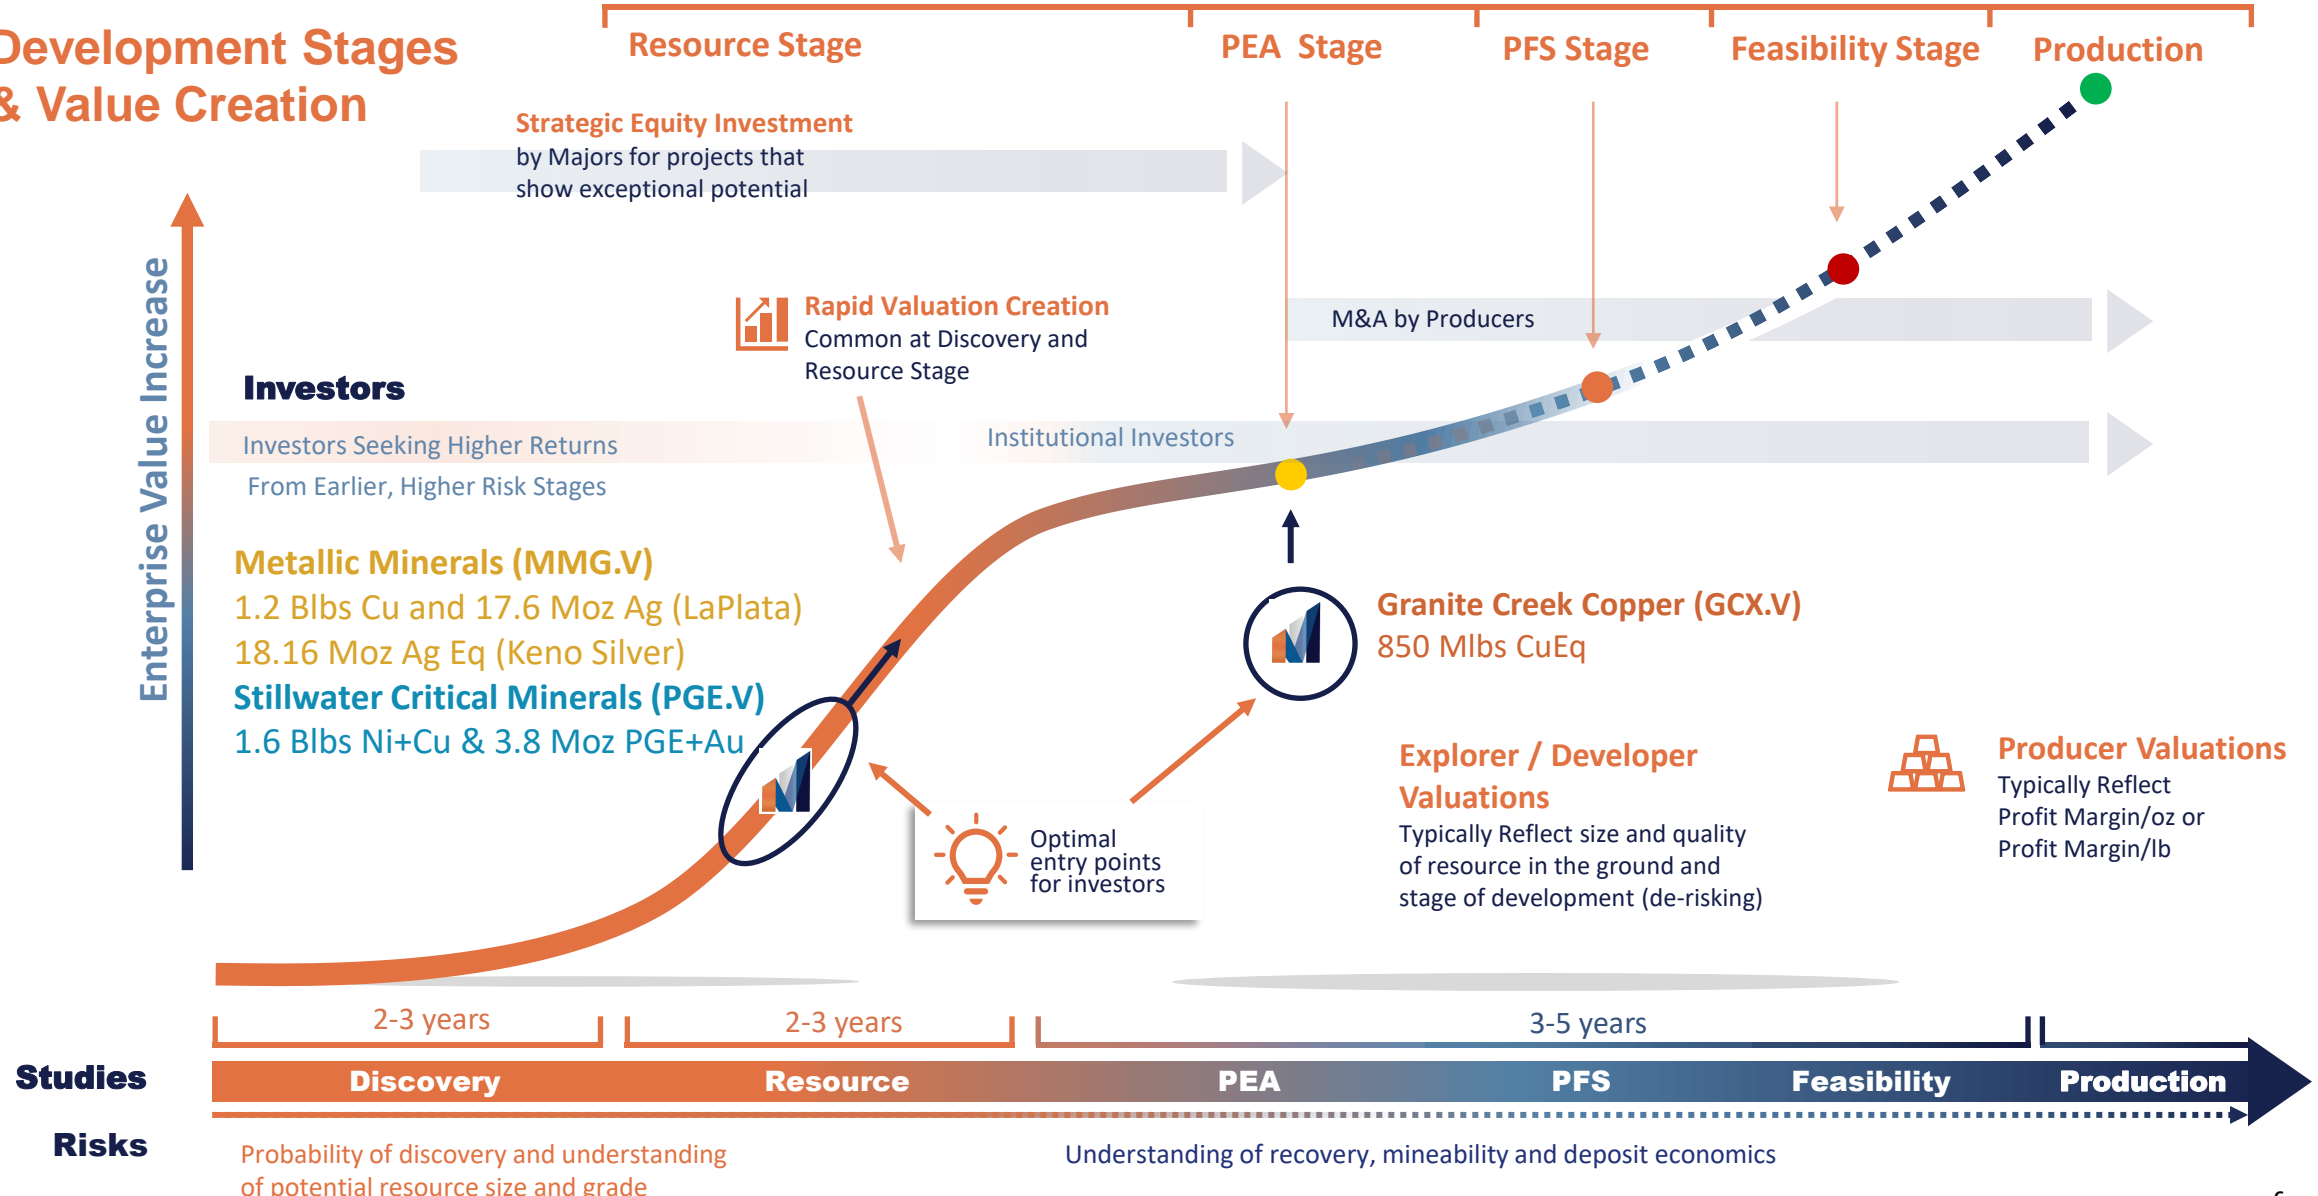 Development Stages
& Value Creation
Resource Stage
PEA Stage
PFS Stage
Feasibility Stage
Production
Strategic Equity Investment
by Majors for projects that
show exceptional potential
Enterprise Value Increase
Rapid Valuation Creation
Common at Discovery and
Resource Stage
M&A by Producers
Investors
Investors Seeking Higher Returns
From Earlier, Higher Risk Stages
Institutional Investors
Metallic Minerals (MMG.V)
1.2 Blbs Cu and 17.6 Moz Ag (LaPlata)
18.16 Moz Ag Eq (Keno Silver)
Stillwater Critical Minerals (PGE.V)
1.6 Blbs Ni+Cu & 3.8 Moz PGE+Au
Granite Creek Copper (GCX.V)
850 Mlbs CuEq
Optimal
entry points
for investors
Explorer / Developer
Valuations
Typically Reflect size and quality
of resource in the ground and
stage of development (de-risking)
Producer Valuations
Typically Reflect
Profit Margin/oz or
Profit Margin/lb
2-3 years
2-3 years
3-5 years
Studies
Discovery
Resource
PEA
PFS
Feasibility
Production
Risks
Probability of discovery and understanding
of potential resource size and grade
Understanding of recovery, mineability and deposit economics